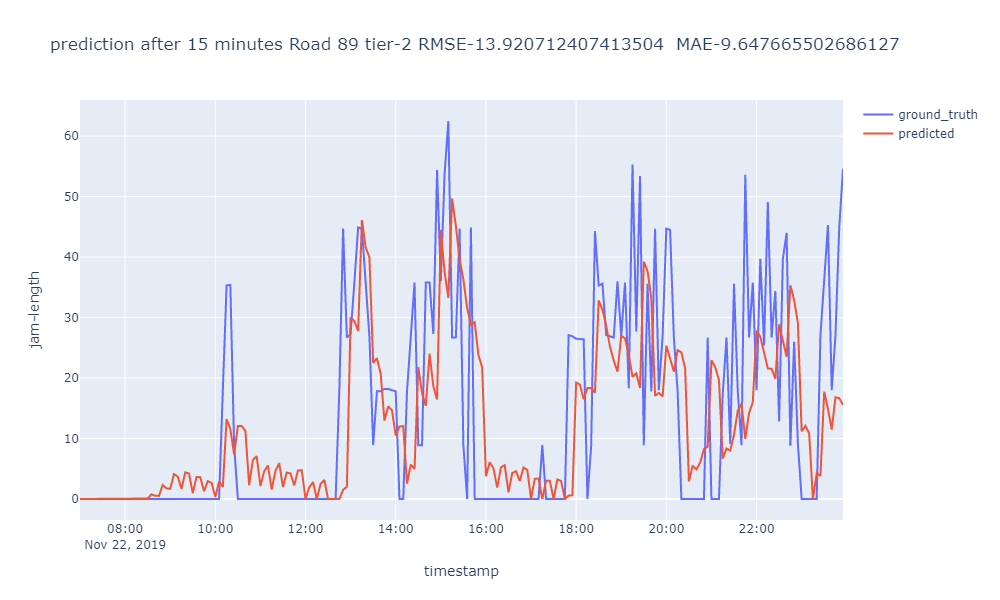 prediction after 15 minutes Road 89 tier-2 RMSE-13.920712407413504  MAE-9.647665502686127
ground_truth
predicted
60
50
40
30
20
10
0
jam-length
08:00 10:00 12:00 14:00 16:00 18:00 20:00 22:00
Nov 22, 2019
timestamp